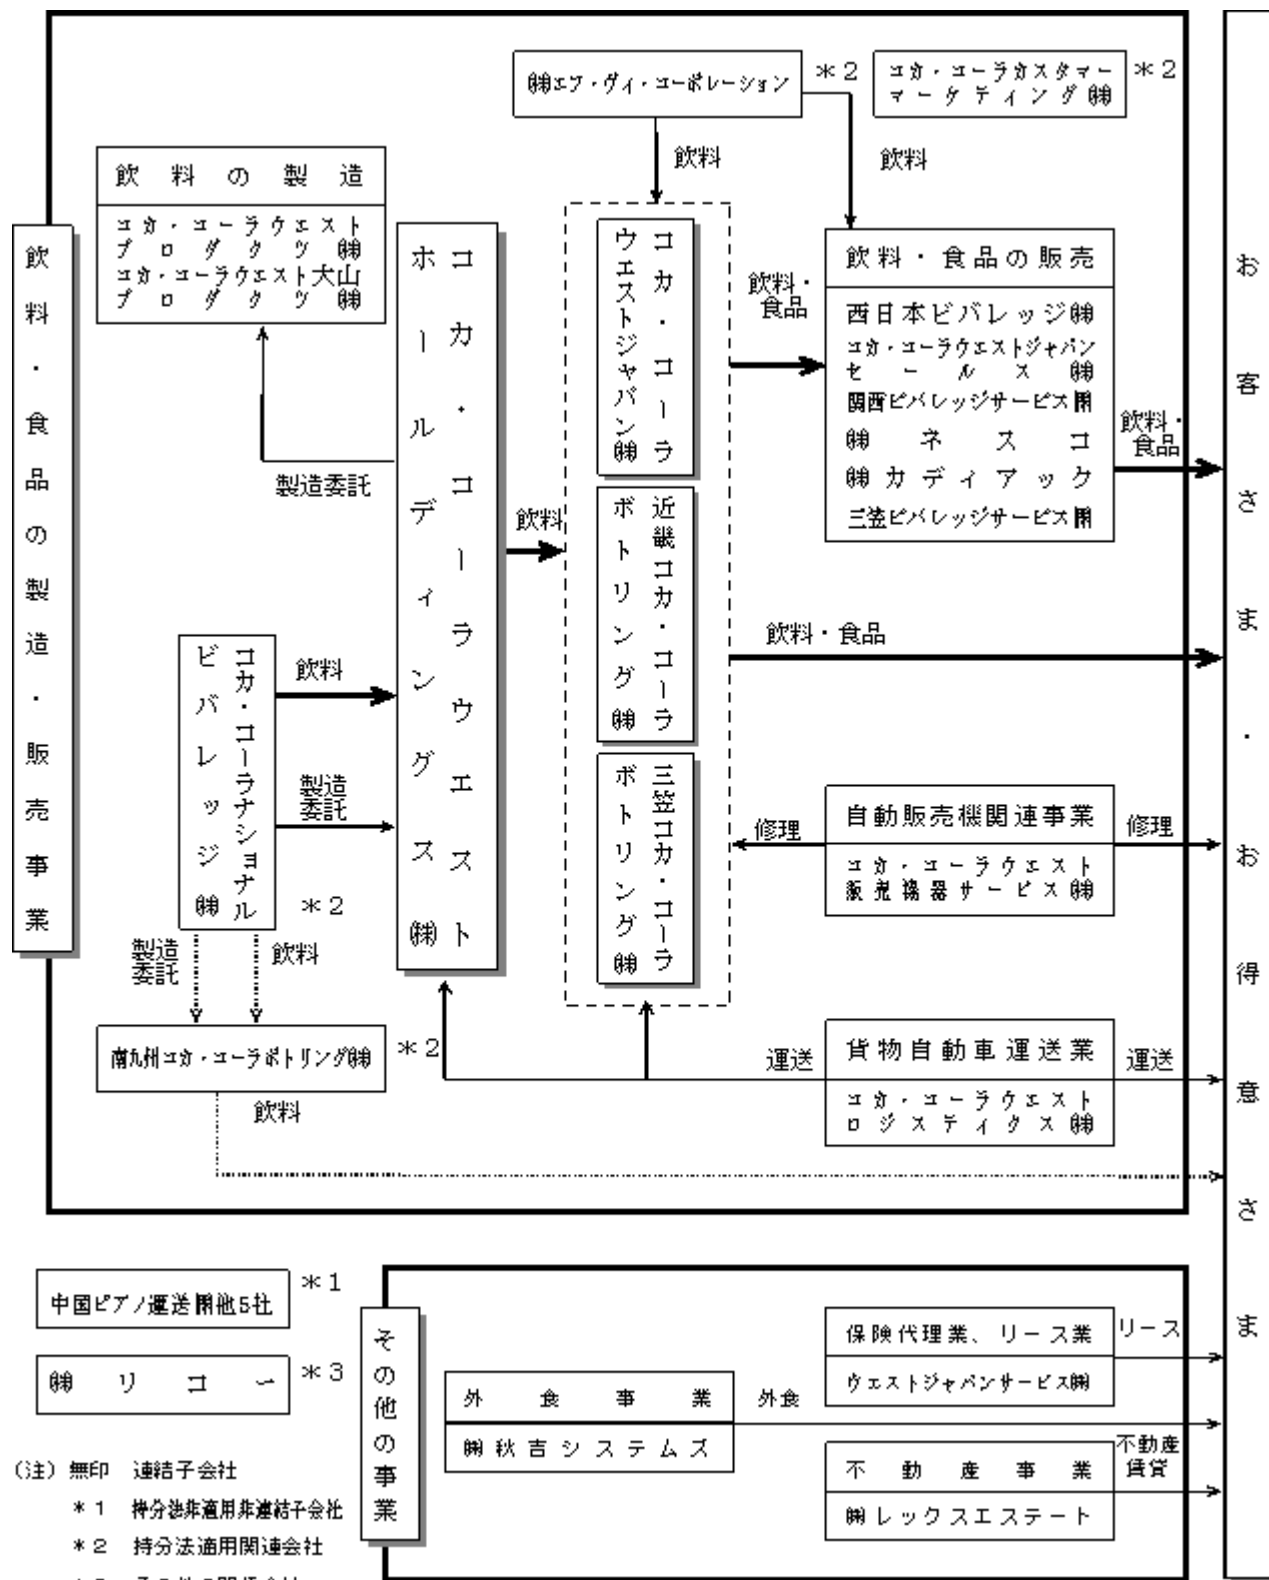 ㈱エフ・ヴィ・コーポレーション
＊2
コカ・コーラカスタマー
マーケティング㈱
＊2
飲料
飲料
飲料の製造
コカ・コーラウエスト
プロダクツ㈱
コカ・コーラウエスト大山
プロダクツ㈱
製造委託
飲料・食品の製造・販売事業
コカ・コーラウエスト
ホールディングス㈱
飲料
コカ・コーラ
ウエストジャパン㈱
近畿コカ・コーラ
ボトリング㈱
三笠コカ・コーラ
ボトリング㈱
飲料・
食品
飲料・食品の販売
西日本ビバレッジ㈱
コカ・コーラウエストジャパン
セールス㈱
関西ビバレッジサービス㈱
㈱ネスコ
㈱カディアック
三笠ビバレッジサービス㈱
飲料・
食品
飲料・食品
お客さま・お得意さま
コカ・コーラナショナル
ビバレッジ㈱
＊2
飲料
製造
委託
製造
委託
飲料
南九州コカ・コーラボトリング㈱
＊2
飲料
修理
自動販売機関連事業
コカ・コーラウエスト
販売機器サービス㈱
修理
運送
貨物自動車運送業
コカ・コーラウエスト
ロジスティクス㈱
運送
中国ピアノ運送㈱他5社
＊1
㈱リコー
＊3
その他の事業
外食事業
㈱秋吉システムズ
外食
保険代理業、リース業
ウエストジャパンサービス㈱
リース
不動産事業
㈱レックスエステート
不動産
賃貸
（注）無印　連結子会社
＊1　持分法非適用非連結子会社
＊2　持分法適用関連会社